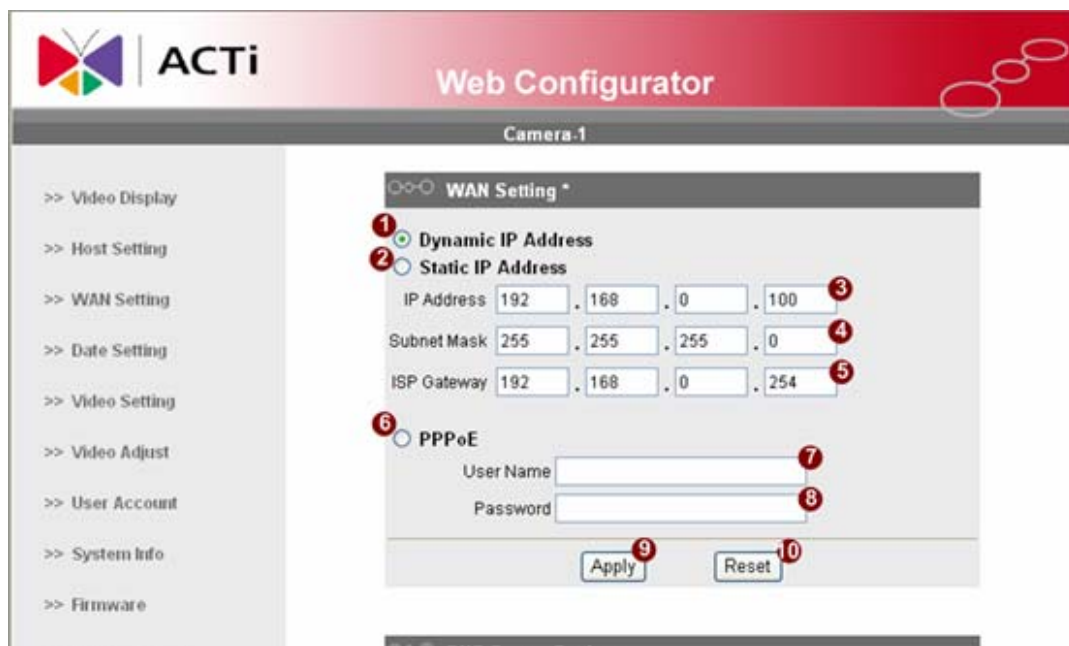 ACTi
Web Configurator
Camera-1
>> Video Display
>> Host Setting
>> WAN Setting
>> Date Setting
>> Video Setting
>> Video Adjust
>> User Account
>> System Info
>> Firmware
WAN Setting *
1 Dynamic IP Address
2 Static IP Address
IP Address 192 . 168 . 0 . 100 3
Subnet Mask 255 . 255 . 255 . 0 4
ISP Gateway 192 . 168 . 0 . 254 5
6 PPPoE
User Name 7
Password 8
Apply 9 Reset 10